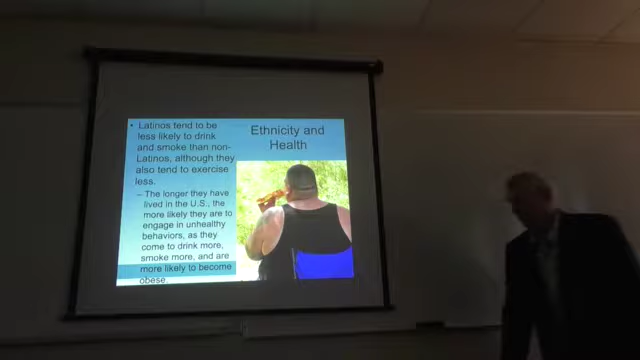 • Latinos tend to be
less likely to drink
and smoke than non-
Latinos, although they
also tend to exercise
less.
– The longer they have
lived in the U.S., the
more likely they are to
engage in unhealthy
behaviors, as they
come to drink more,
smoke more, and are
more likely to become
obese
Ethnicity and
Health